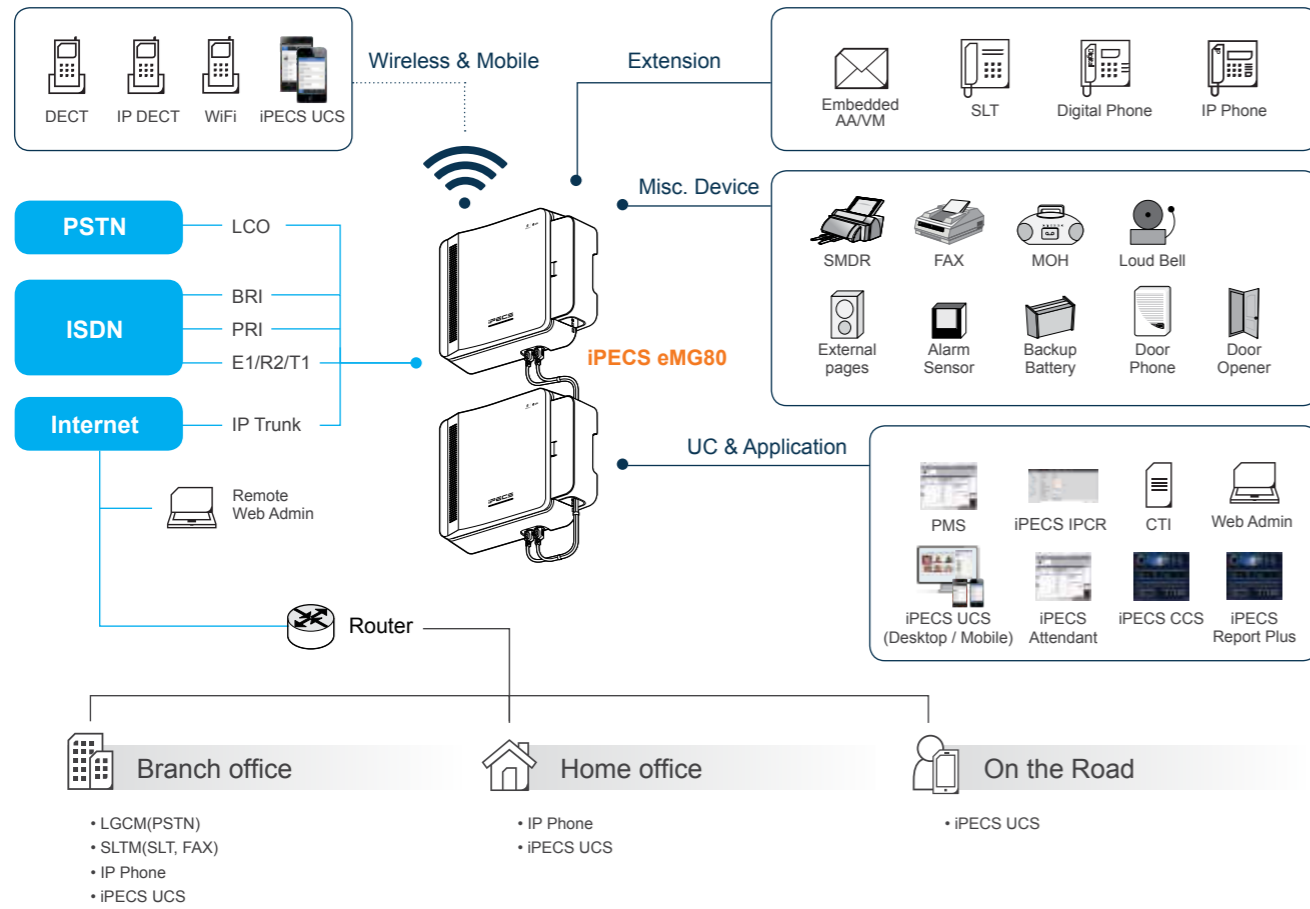 Wireless & Mobile
DECT
IP DECT
WiFi
iPECS UCS
Extension
Embedded
AA/VM
SLT
Digital Phone
IP Phone
Misc. Device
SMDR
FAX
MOH
Loud Bell
External
pages
Alarm
Sensor
Backup
Battery
Door
Phone
Door
Opener
PSTN
LCO
ISDN
BRI
PRI
E1/R2/T1
Internet
IP Trunk
iPECS
iPECS eMG80
iPECS
Remote
Web Admin
UC & Application
PMS
iPECS IPCR
CTI
Web Admin
iPECS UCS
(Desktop / Mobile)
iPECS
Attendant
iPECS CCS
iPECS
Report Plus
Router
Branch office
• LGCM(PSTN)
• SLTM(SLT, FAX)
• IP Phone
• iPECS UCS
Home office
• IP Phone
• iPECS UCS
On the Road
• iPECS UCS